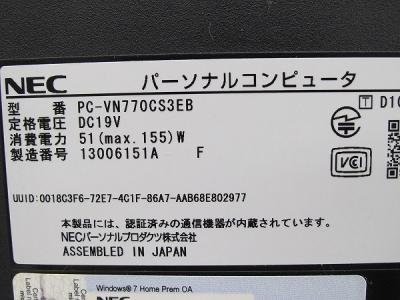 NEC パーソナルコンピュータ
型 番 PC-VN770CS3EB
定格電圧 DC19V
消費電力 51(max.155)W
製造番号 13006151A F
T D10
VCCI
UUID:0018C3F6-72E7-4C1F-86A7-AAB68E802977
本製品には、認証済みの通信機器が内蔵されています。
NECパーソナルプロダクツ株式会社
ASSEMBLED IN JAPAN
Windows®7 Home Prem OA